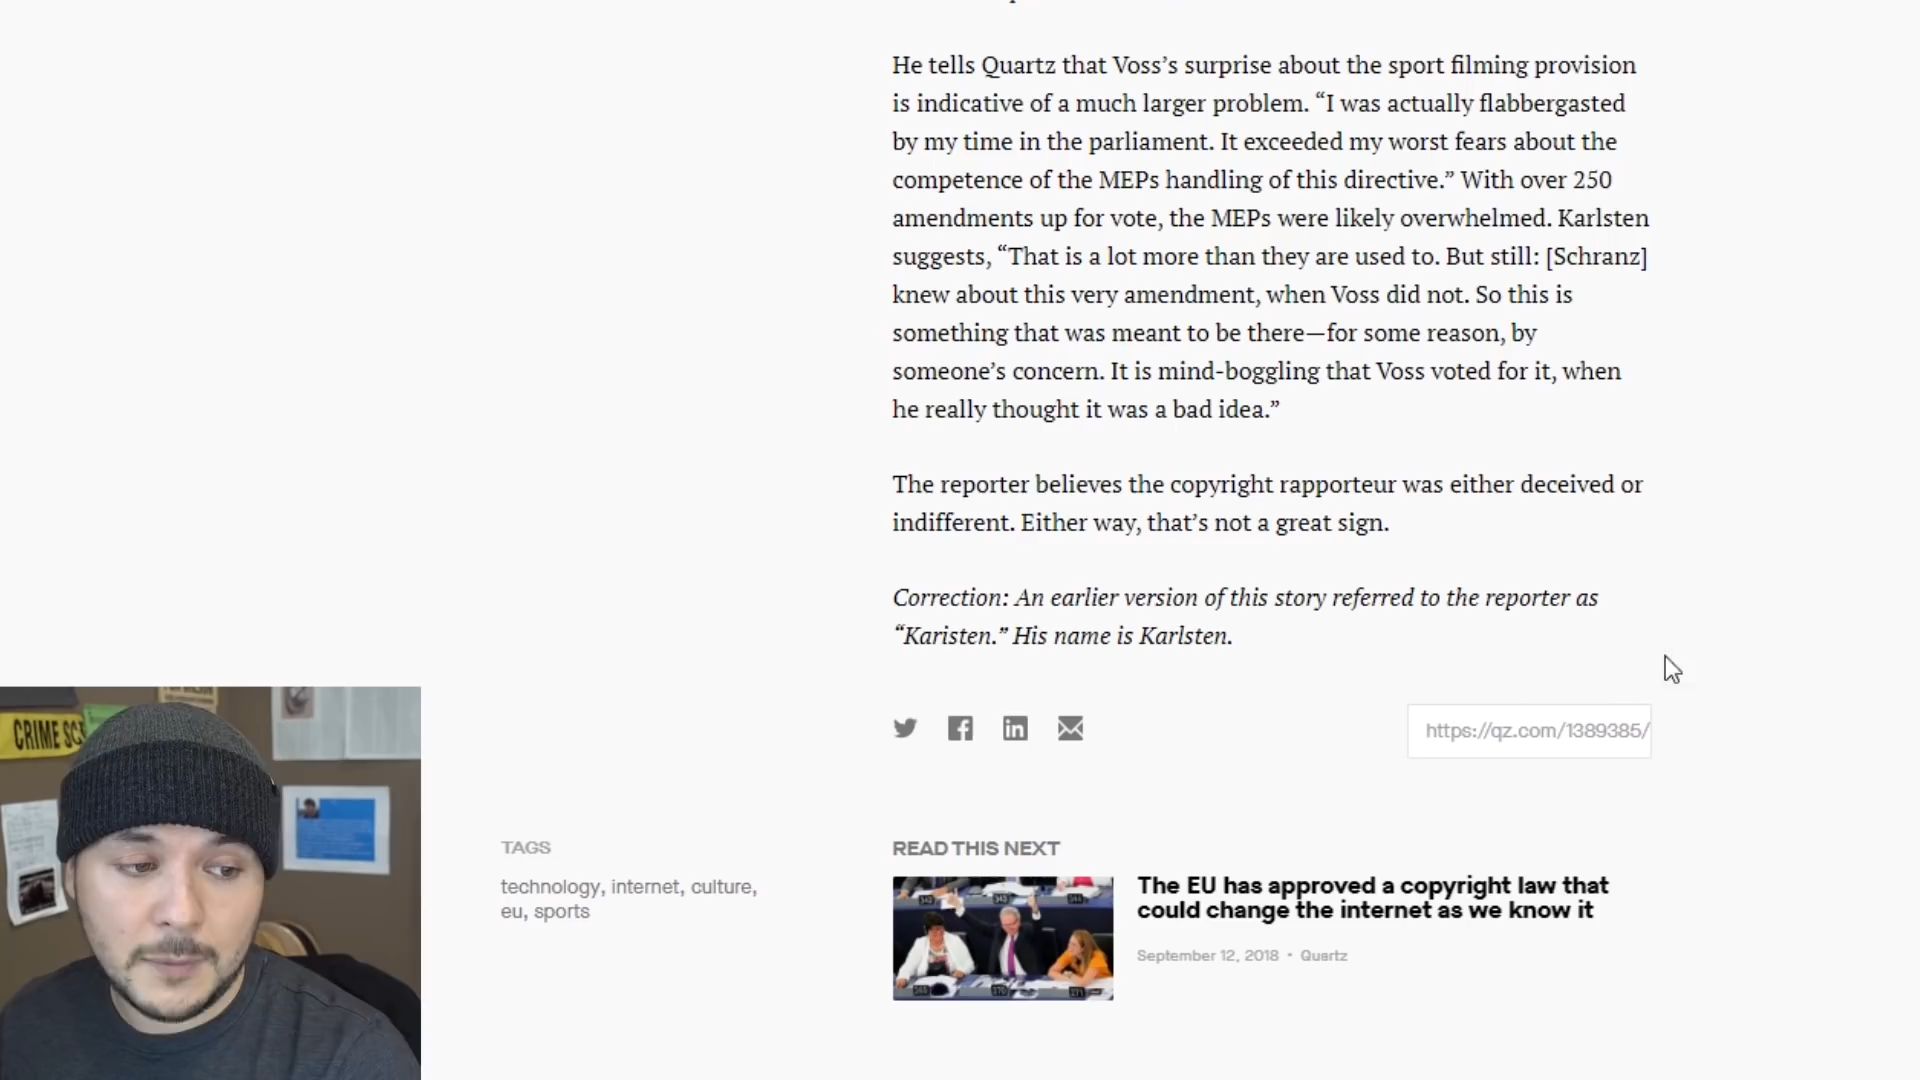 He tells Quartz that Voss’s surprise about the sport filming provision
is indicative of a much larger problem. “I was actually flabbergasted
by my time in the parliament. It exceeded my worst fears about the
competence of the MEPs handling of this directive.” With over 250
amendments up for vote, the MEPs were likely overwhelmed. Karlsten
suggests, “That is a lot more than they are used to. But still: [Schranz]
knew about this very amendment, when Voss did not. So this is
something that was meant to be there—for some reason, by
someone’s concern. It is mind-boggling that Voss voted for it, when
he really thought it was a bad idea.”
The reporter believes the copyright rapporteur was either deceived or
indifferent. Either way, that’s not a great sign.
Correction: An earlier version of this story referred to the reporter as
“Karisten.” His name is Karlsten.
https://qz.com/1389385/
CRIME SC
TAGS
technology, internet, culture,
eu, sports
READ THIS NEXT
The EU has approved a copyright law that
could change the internet as we know it
September 12, 2018 • Quartz